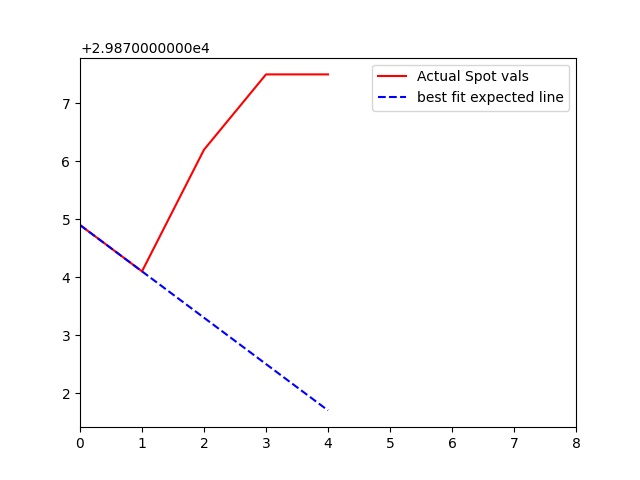 +2.9870000000e4
Actual Spot vals
best fit expected line
7
6
5
4
3
2
0 1 2 3 4 5 6 7 8